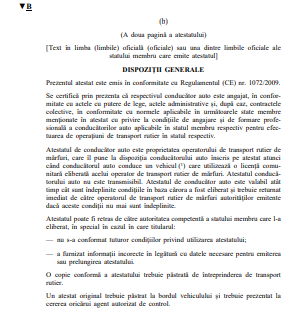 ▼B
(b)
(A doua pagină a atestatului)
[Text în limba (limbile) oficială (oficiale) sau una dintre limbile oficiale ale
statului membru care emite atestatul]
DISPOZIȚII GENERALE
Prezentul atestat este emis în conformitate cu Regulamentul (CE) nr. 1072/2009.
Se certifică prin prezenta că respectivul conducător auto este angajat, în confor-
mitate cu actele cu putere de lege, actele administrative și, după caz, contractele
colective, în conformitate cu normele aplicabile în următoarele state membre
menționate în atestat cu privire la condițiile de angajare și de formare profe-
sională a conducătorilor auto aplicabile în statul membru respectiv pentru efec-
tuarea de operațiuni de transport rutier în statul respectiv.
Atestatul de conducător auto este proprietatea operatorului de transport rutier de
mărfuri, care îl pune la dispoziția conducătorului auto înscris pe atestat atunci
când conducătorul auto conduce un vehicul (¹) care utilizează o licență comu-
nitară eliberată acelui operator de transport rutier de mărfuri. Atestatul conducă-
torului auto nu este transmisibil. Atestatul de conducător auto este valabil atât
timp cât sunt îndeplinite condițiile în baza cărora a fost eliberat și trebuie returnat
imediat de către operatorul de transport rutier de mărfuri autorităților emitente
dacă aceste condiții nu mai sunt îndeplinite.
Atestatul poate fi retras de către autoritatea competentă a statului membru care l-a
eliberat, în special în cazul în care titularul:
— nu s-a conformat tuturor condițiilor privind utilizarea atestatului;
— a furnizat informații incorecte în legătură cu datele necesare pentru emiterea
sau prelungirea atestatului.
O copie conformă a atestatului trebuie păstrată de întreprinderea de transport
rutier.
Un atestat original trebuie păstrat la bordul vehiculului și trebuie prezentat la
cererea oricărui agent autorizat de control.